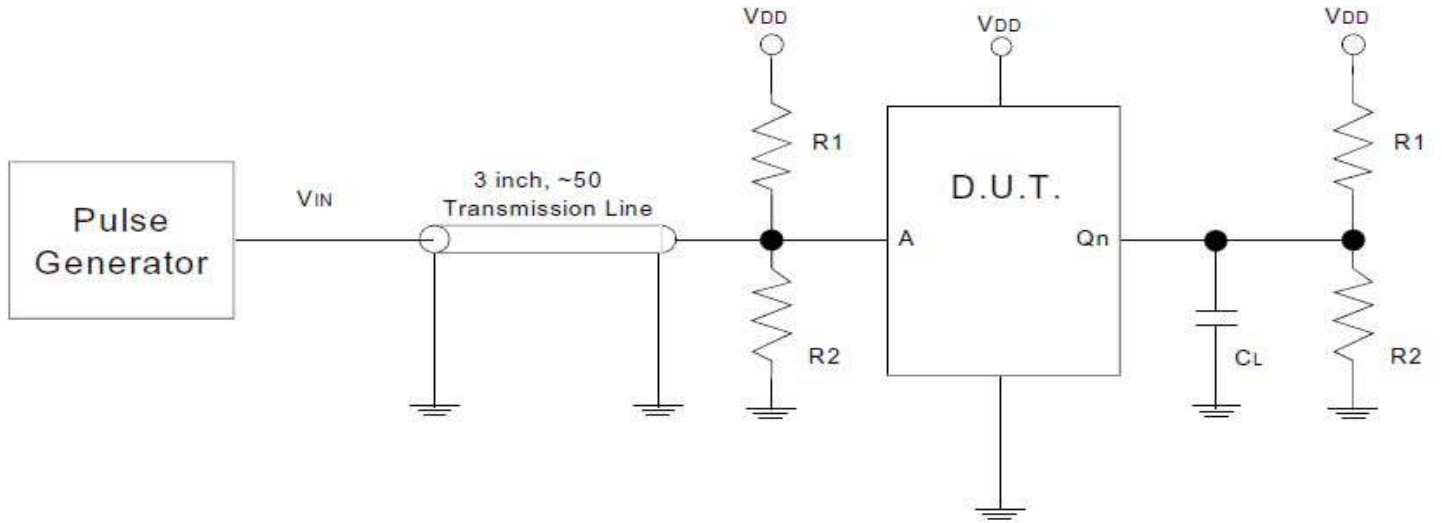 VDD
VDD
VDD
R1
R1
3 inch, ~50
Transmission Line
VIN
Pulse
Generator
D.U.T.
A
Qn
R2
CL
R2